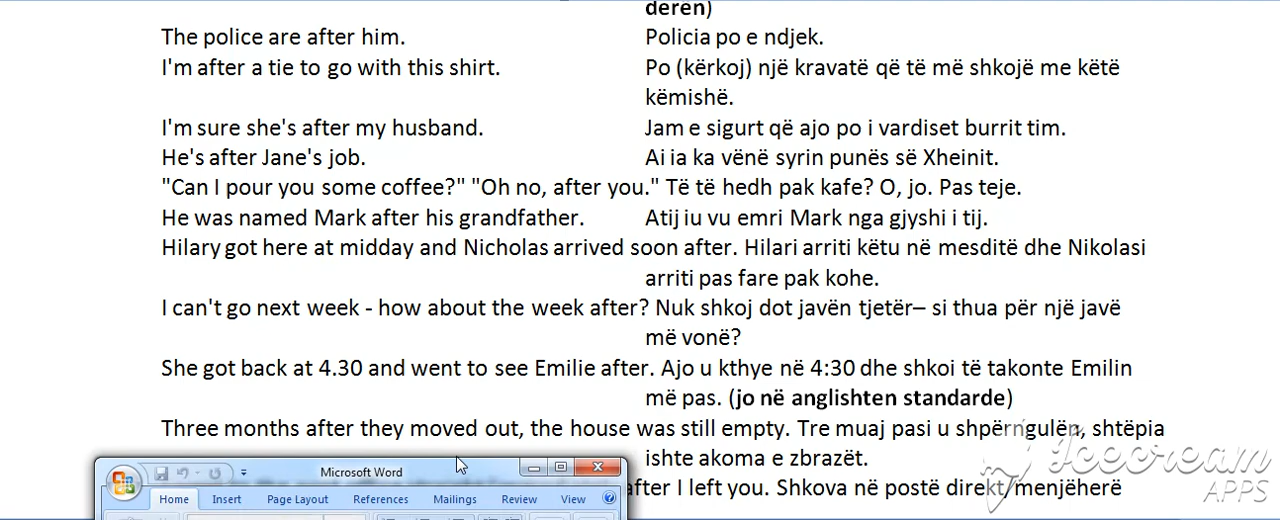 derën)
The police are after him. Policia po e ndjek.
I'm after a tie to go with this shirt. Po (kërkoj) një kravatë që të më shkojë me këtë
këmishë.
I'm sure she's after my husband. Jam e sigurt që ajo po i vardiset burrit tim.
He's after Jane's job. Ai ia ka vënë syrin punës së Xheinit.
"Can I pour you some coffee?" "Oh no, after you." Të të hedh pak kafe? O, jo. Pas teje.
He was named Mark after his grandfather. Atij iu vu emri Mark nga gjyshi i tij.
Hilary got here at midday and Nicholas arrived soon after. Hilari arriti këtu në mesditë dhe Nikolasi
arriti pas fare pak kohe.
I can't go next week - how about the week after? Nuk shkoj dot javën tjetër– si thua për një javë
më vonë?
She got back at 4.30 and went to see Emilie after. Ajo u kthye në 4:30 dhe shkoi të takonte Emilin
më pas. (jo në anglishten standarde)
Three months after they moved out, the house was still empty. Tre muaj pasi u shpërngulën, shtëpia
ishte akoma e zbrazët.
after I left you. Shkova në postë direkt/menjëherë
Icecream
APPS
Microsoft Word
Home Insert Page Layout References Mailings Review View